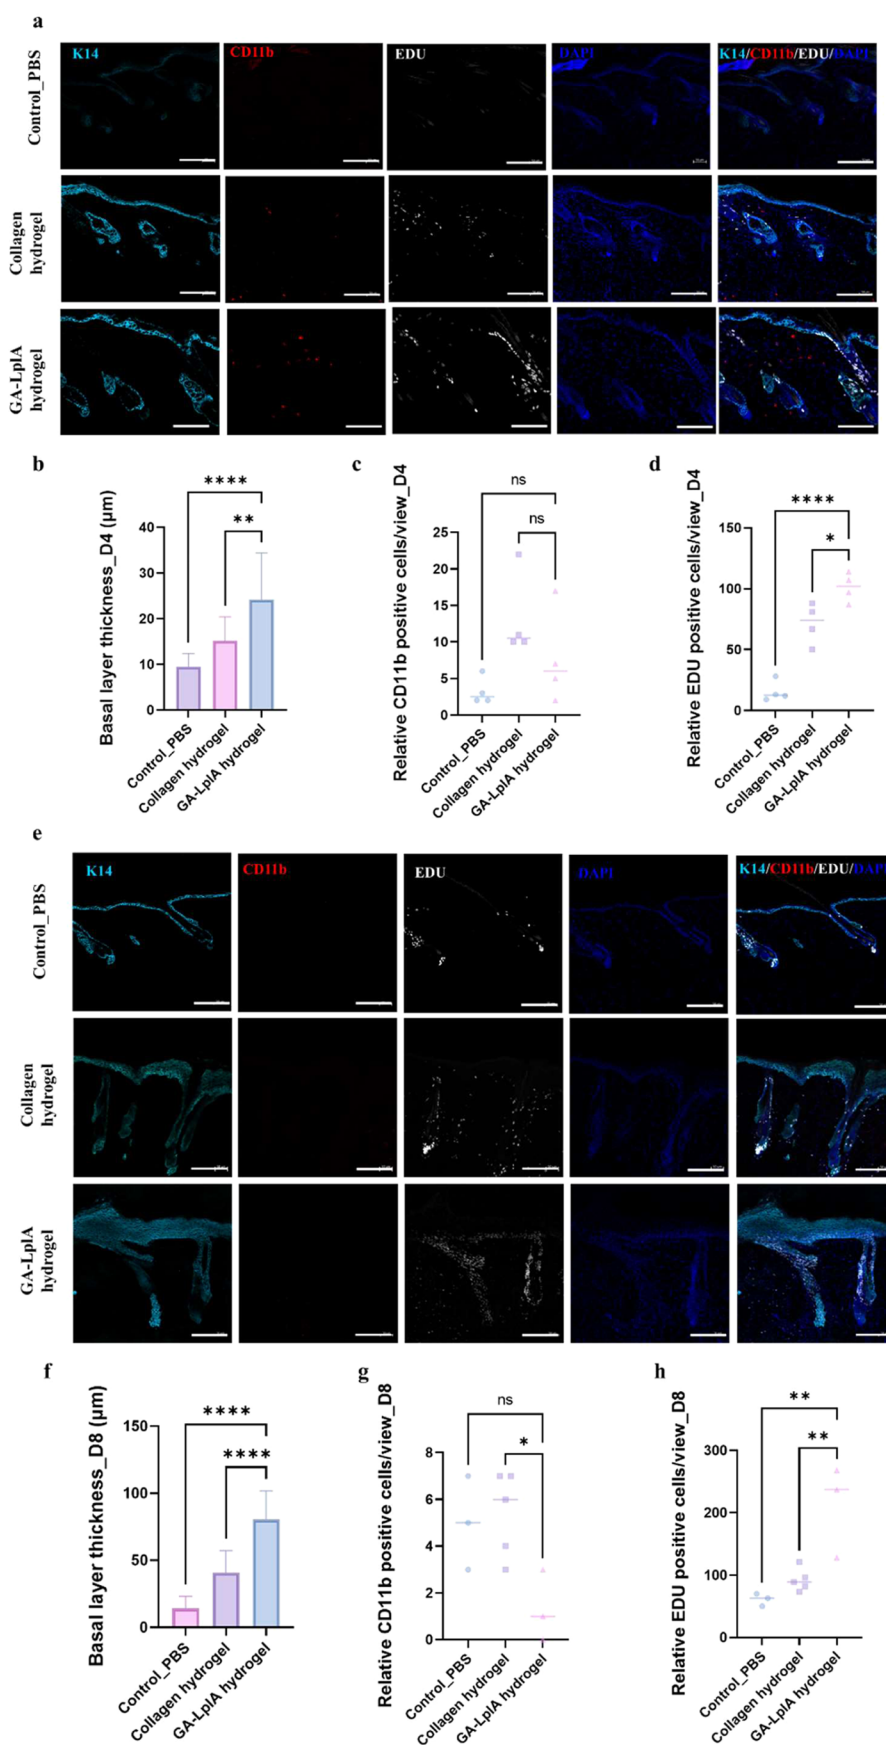 a
K14
CD11b
EDU
DAPI
K14/CD11b/EDU/DAPI
Control_PBS
Collagen
hydrogel
GA-LplA
hydrogel
b
Basal layer thickness_D4 (μm)
****
**
40
30
20
10
0
Control_PBS
Collagen hydrogel
GA-LplA hydrogel
c
Relative CD11b positive cells/view_D4
ns
ns
25
20
15
10
5
0
Control_PBS
Collagen hydrogel
GA-LplA hydrogel
d
Relative EDU positive cells/view_D4
****
*
150
100
50
0
Control_PBS
Collagen hydrogel
GA-LplA hydrogel
e
K14
CD11b
EDU
DAPI
K14/CD11b/EDU/DAPI
Control_PBS
Collagen
hydrogel
GA-LplA
hydrogel
f
Basal layer thickness_D8 (μm)
****
****
150
100
50
0
Control_PBS
Collagen hydrogel
GA-LplA hydrogel
g
Relative CD11b positive cells/view_D8
ns
*
8
6
4
2
0
Control_PBS
Collagen hydrogel
GA-LplA hydrogel
h
Relative EDU positive cells/view_D8
**
**
300
200
100
0
Control_PBS
Collagen hydrogel
GA-LplA hydrogel